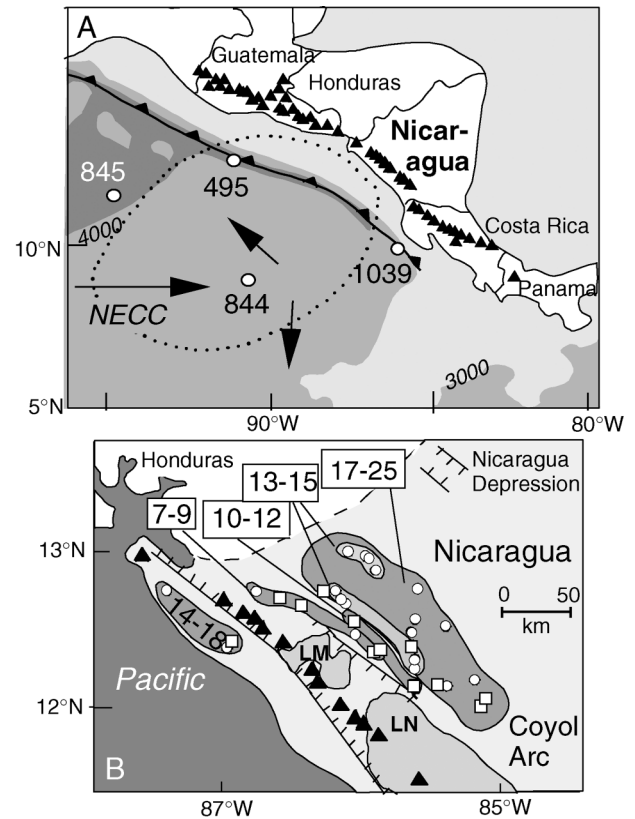 A
Guatemala
Honduras
Nicar-
agua
845
495
4000
Costa Rica
10°N
1039
844
NECC
Panama
3000
5°N
90°W
80°W
Honduras
13-15
17-25
Nicaragua
Depression
7-9
10-12
13°N
Nicaragua
0 50
km
14-18
LM
Pacific
12°N
LN
Coyol
Arc
B
87°W
85°W